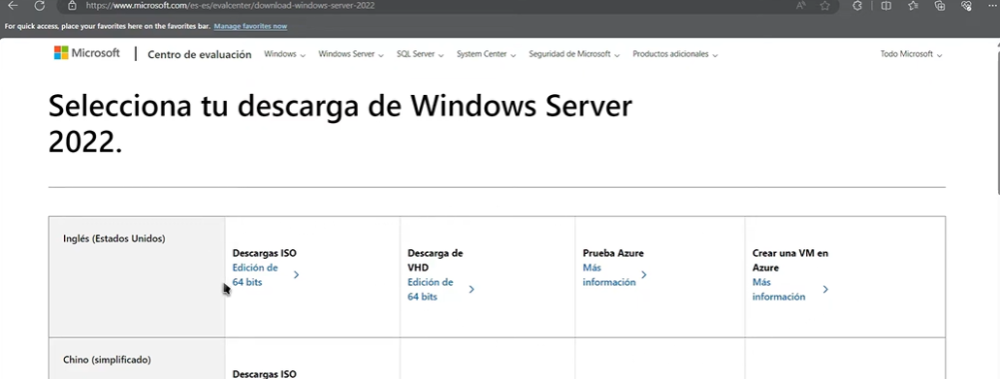 https://www.microsoft.com/es-es/evalcenter/download-windows-server-2022
For quick access, place your favorites here on the favorites bar. Manage favorites now
Microsoft | Centro de evaluación Windows Windows Server SQL Server System Center Seguridad de Microsoft Productos adicionales Todo Microsoft
Selecciona tu descarga de Windows Server
2022.
Inglés (Estados Unidos)
Descargas ISO
Edición de
64 bits
Descarga de
VHD
Edición de
64 bits
Prueba Azure
Más
información
Crear una VM en
Azure
Más
información
Chino (simplificado)
Descargas ISO